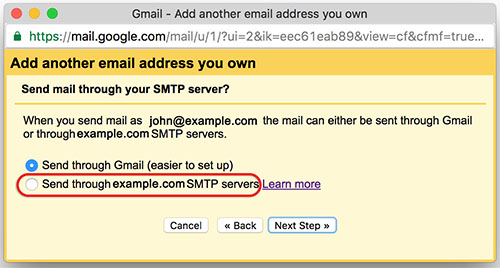 Gmail - Add another email address you own
https://mail.google.com/mail/u/1/?ui=2&ik=eec61eab89&view=cf&cfmf=true...
Add another email address you own
Send mail through your SMTP server?
When you send mail as john@example.com the mail can either be sent through Gmail
or through example.com SMTP servers.
Send through Gmail (easier to set up)
Send through example.com SMTP servers Learn more
Cancel « Back Next Step »